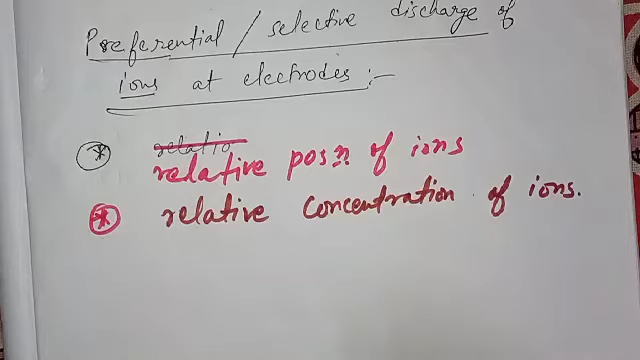 Preferential / selective discharge of
ions at electrodes :-
relatio
relative posn of ions
relative concentration of ions.